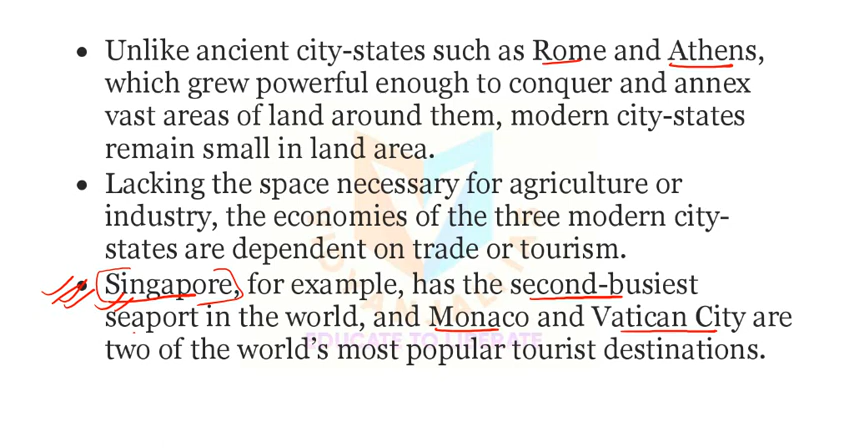 • Unlike ancient city-states such as Rome and Athens,
which grew powerful enough to conquer and annex
vast areas of land around them, modern city-states
remain small in land area.
• Lacking the space necessary for agriculture or
industry, the economies of the three modern city-
states are dependent on trade or tourism.
• Singapore, for example, has the second-busiest
seaport in the world, and Monaco and Vatican City are
EDUCATE TO LIBERATE
two of the world's most popular tourist destinations.